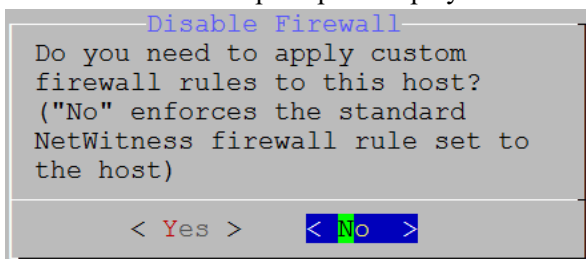 Disable Firewall
Do you need to apply custom
firewall rules to this host?
("No" enforces the standard
NetWitness firewall rule set to
the host)
< Yes > < No >